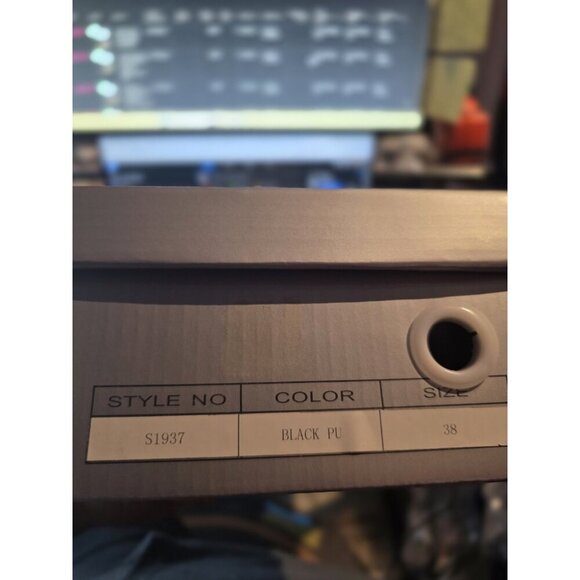 STYLE NO COLOR SIZE
S1937 BLACK PU 38